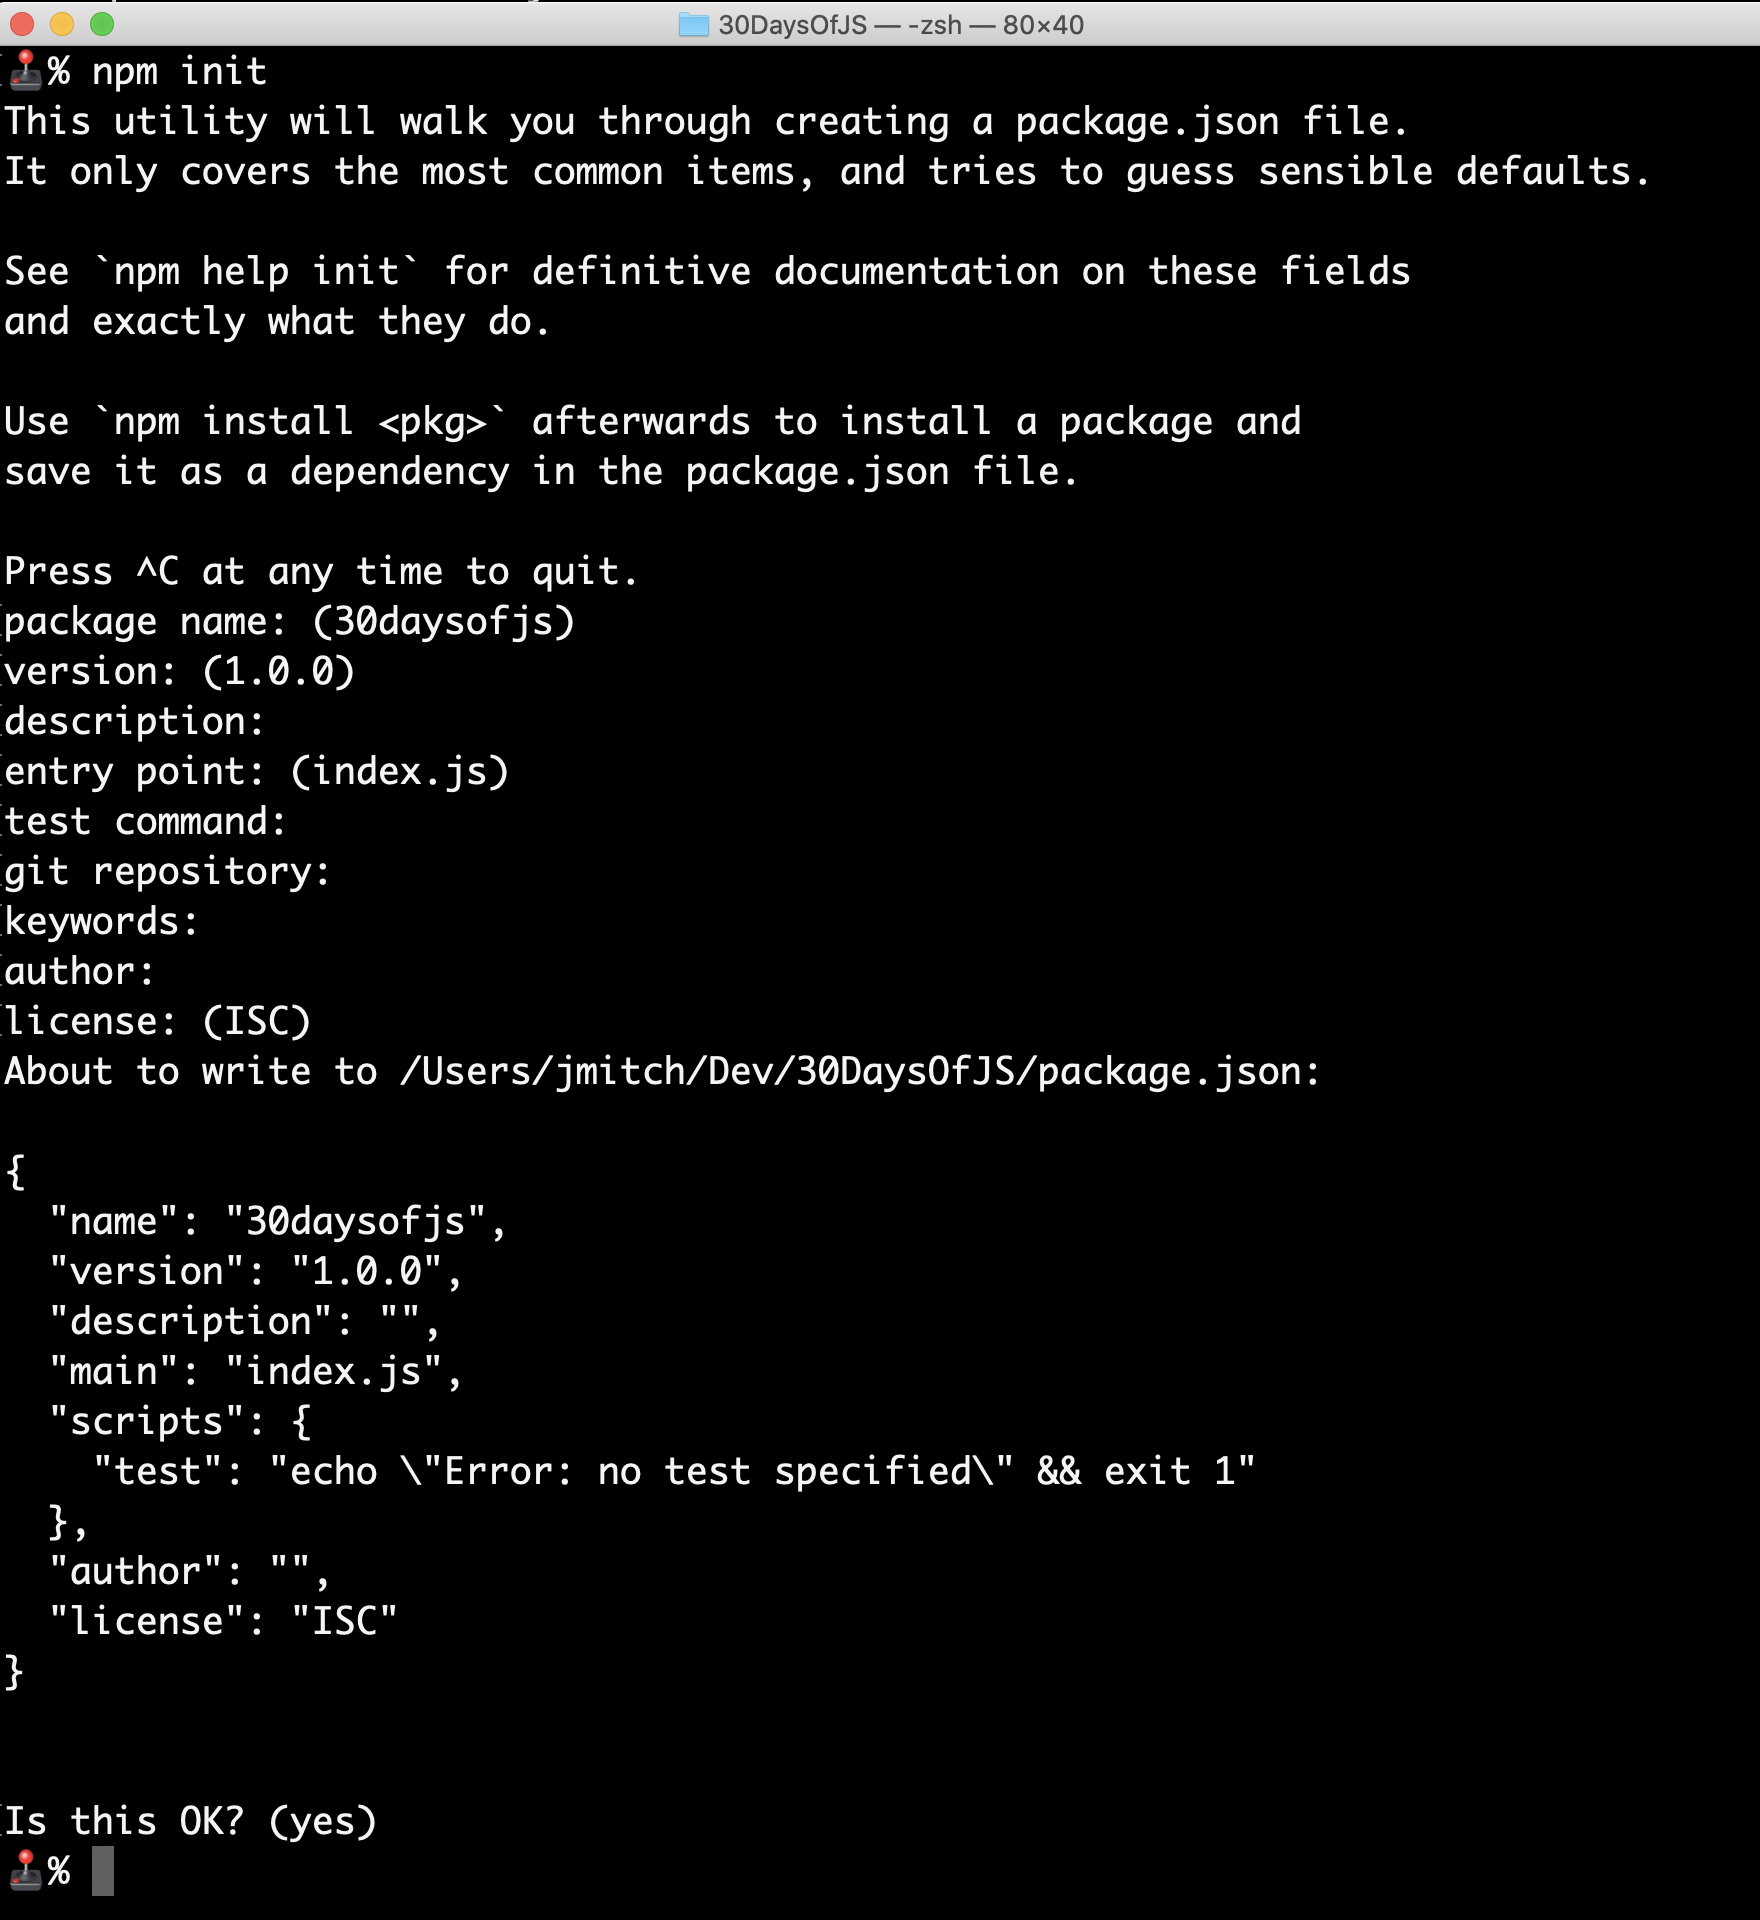 30DaysOfJS — -zsh — 80×40
🕹% npm init
This utility will walk you through creating a package.json file.
It only covers the most common items, and tries to guess sensible defaults.
See `npm help init` for definitive documentation on these fields
and exactly what they do.
Use `npm install <pkg>` afterwards to install a package and
save it as a dependency in the package.json file.
Press ^C at any time to quit.
package name: (30daysofjs)
version: (1.0.0)
description:
entry point: (index.js)
test command:
git repository:
keywords:
author:
license: (ISC)
About to write to /Users/jmitch/Dev/30DaysOfJS/package.json:
{
  "name": "30daysofjs",
  "version": "1.0.0",
  "description": "",
  "main": "index.js",
  "scripts": {
    "test": "echo \"Error: no test specified\" && exit 1"
  },
  "author": "",
  "license": "ISC"
}
Is this OK? (yes)
🕹%